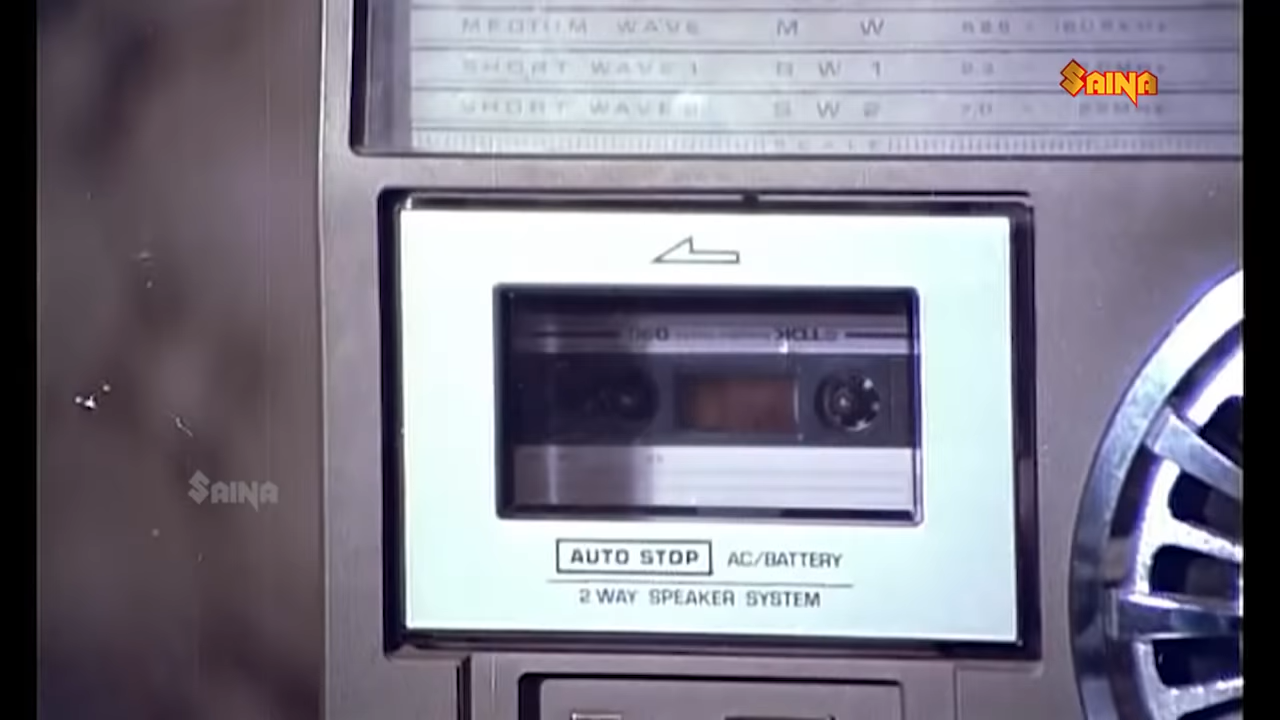 MEDIUM WAVE M W
SHORT WAVE 1 S W 1
SHORT WAVE 2 S W 2
SAINA
D60 TDK
SAINA
AUTO STOP AC/BATTERY
2 WAY SPEAKER SYSTEM